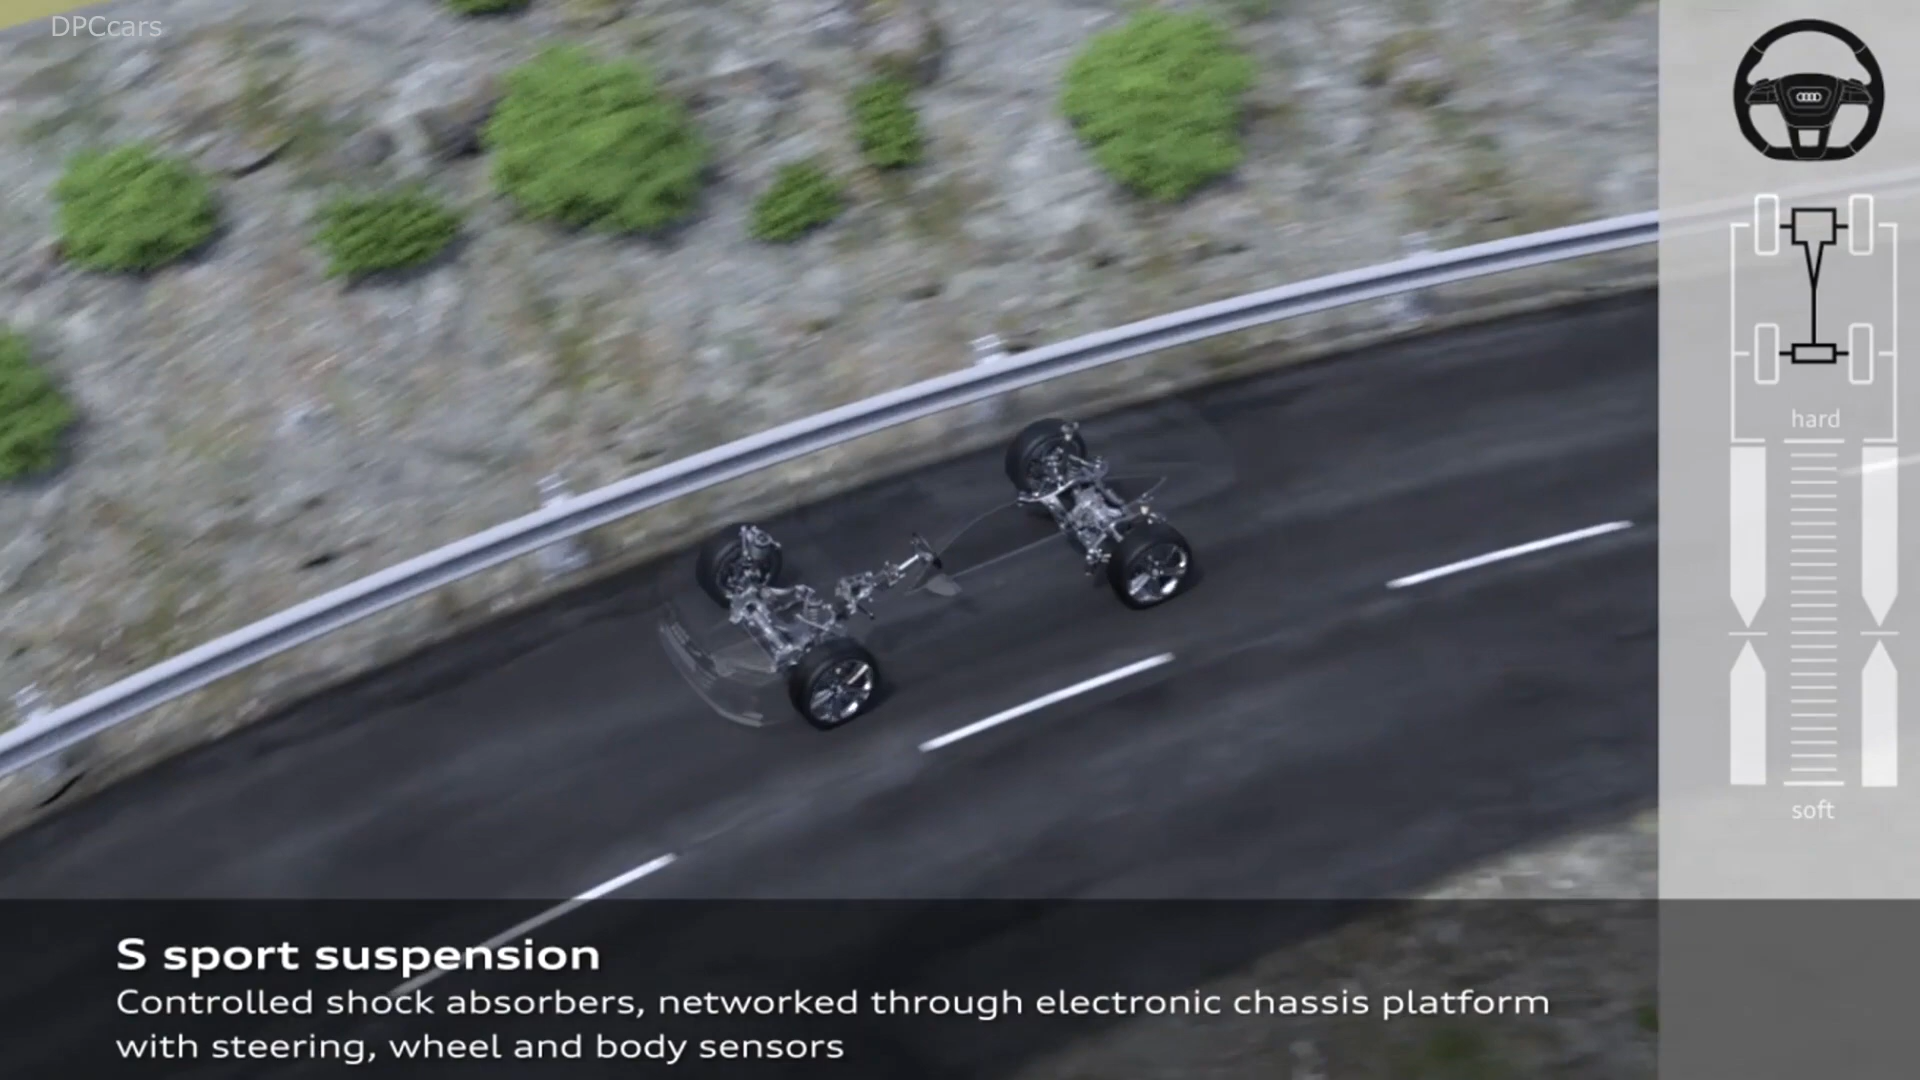 DPCcars
hard
soft
S sport suspension
Controlled shock absorbers, networked through electronic chassis platform
with steering, wheel and body sensors